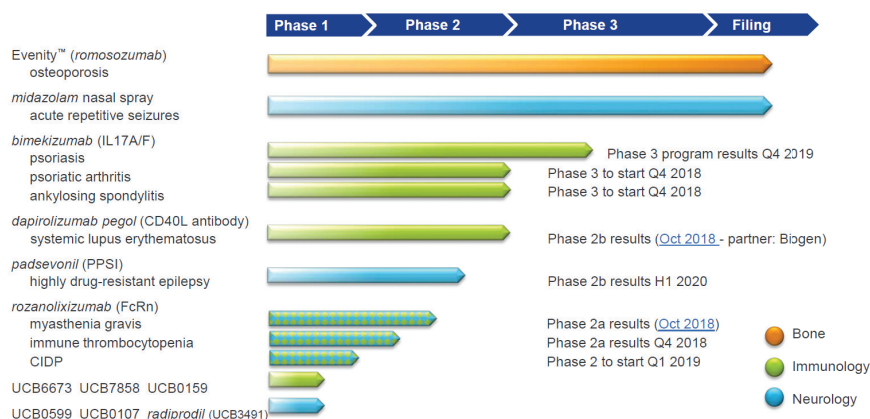 Phase 1 Phase 2 Phase 3 Filing
Evenity™ (romosozumab)
osteoporosis
midazolam nasal spray
acute repetitive seizures
bimekizumab (IL17A/F)
psoriasis Phase 3 program results Q4 2019
psoriatic arthritis Phase 3 to start Q4 2018
ankylosing spondylitis Phase 3 to start Q4 2018
dapirolizumab pegol (CD40L antibody)
systemic lupus erythematosus Phase 2b results (Oct 2018 - partner: Biogen)
padsevonil (PPSI)
highly drug-resistant epilepsy Phase 2b results H1 2020
rozanolixizumab (FcRn)
myasthenia gravis Phase 2a results (Oct 2018)
immune thrombocytopenia Phase 2a results Q4 2018
CIDP Phase 2 to start Q1 2019
UCB6673 UCB7858 UCB0159
UCB0599 UCB0107 radiprodil (UCB3491)
Bone
Immunology
Neurology